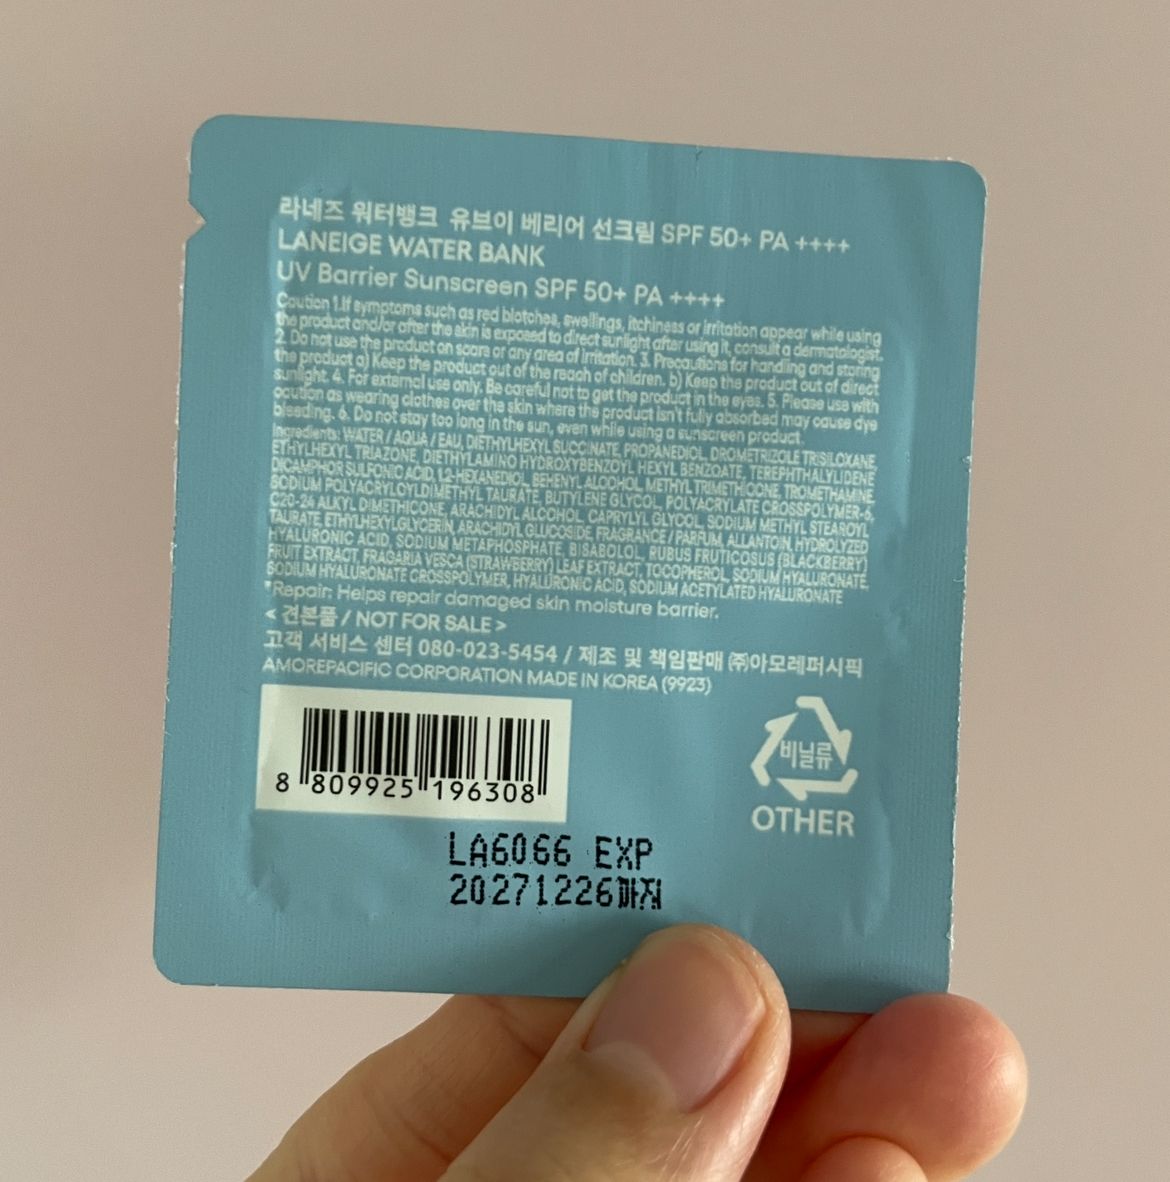 라네즈 워터뱅크 유브이 베리어 선크림 SPF 50+ PA ++++
LANEIGE WATER BANK
UV Barrier Sunscreen SPF 50+ PA ++++
Caution 1.If symptoms such as red blotches, swellings, itchiness or irritation appear while using
the product and/or after the skin is exposed to direct sunlight after using it, consult a dermatologist.
2. Do not use the product on scars or any area of irritation. 3. Precautions for handling and storing
the product a) Keep the product out of the reach of children. b) Keep the product out of direct
sunlight. 4. For external use only. Be careful not to get the product in the eyes. 5. Please use with
caution as wearing clothes over the skin where the product isn't fully absorbed may cause dye
bleeding. 6. Do not stay too long in the sun, even while using a sunscreen product.
Ingredients: WATER / AQUA / EAU, DIETHYLHEXYL SUCCINATE, PROPANEDIOL, DROMETRIZOLE TRISILOXANE,
ETHYLHEXYL TRIAZONE, DIETHYLAMINO HYDROXYBENZOYL HEXYL BENZOATE, TEREPHTHALYLIDENE
DICAMPHOR SULFONIC ACID, 1,2-HEXANEDIOL, BEHENYL ALCOHOL, METHYL TRIMETHICONE, TROMETHAMINE,
SODIUM POLYACRYLOYLDIMETHYL TAURATE, BUTYLENE GLYCOL, POLYACRYLATE CROSSPOLYMER-6,
C20-24 ALKYL DIMETHICONE, ARACHIDYL ALCOHOL, CAPRYLYL GLYCOL, SODIUM METHYL STEAROYL
TAURATE, ETHYLHEXYLGLYCERIN, ARACHIDYL GLUCOSIDE, FRAGRANCE / PARFUM, ALLANTOIN, HYDROLYZED
HYALURONIC ACID, SODIUM METAPHOSPHATE, BISABOLOL, RUBUS FRUTICOSUS (BLACKBERRY)
FRUIT EXTRACT, FRAGARIA VESCA (STRAWBERRY) LEAF EXTRACT, TOCOPHEROL, SODIUM HYALURONATE,
SODIUM HYALURONATE CROSSPOLYMER, HYALURONIC ACID, SODIUM ACETYLATED HYALURONATE
*Repair: Helps repair damaged skin moisture barrier.
< 견본품 / NOT FOR SALE >
고객 서비스 센터 080-023-5454 / 제조 및 책임판매 ㈜아모레퍼시픽
AMOREPACIFIC CORPORATION MADE IN KOREA (9923)
8 809925 196308
비닐류
OTHER
LA6066 EXP
20271226까지